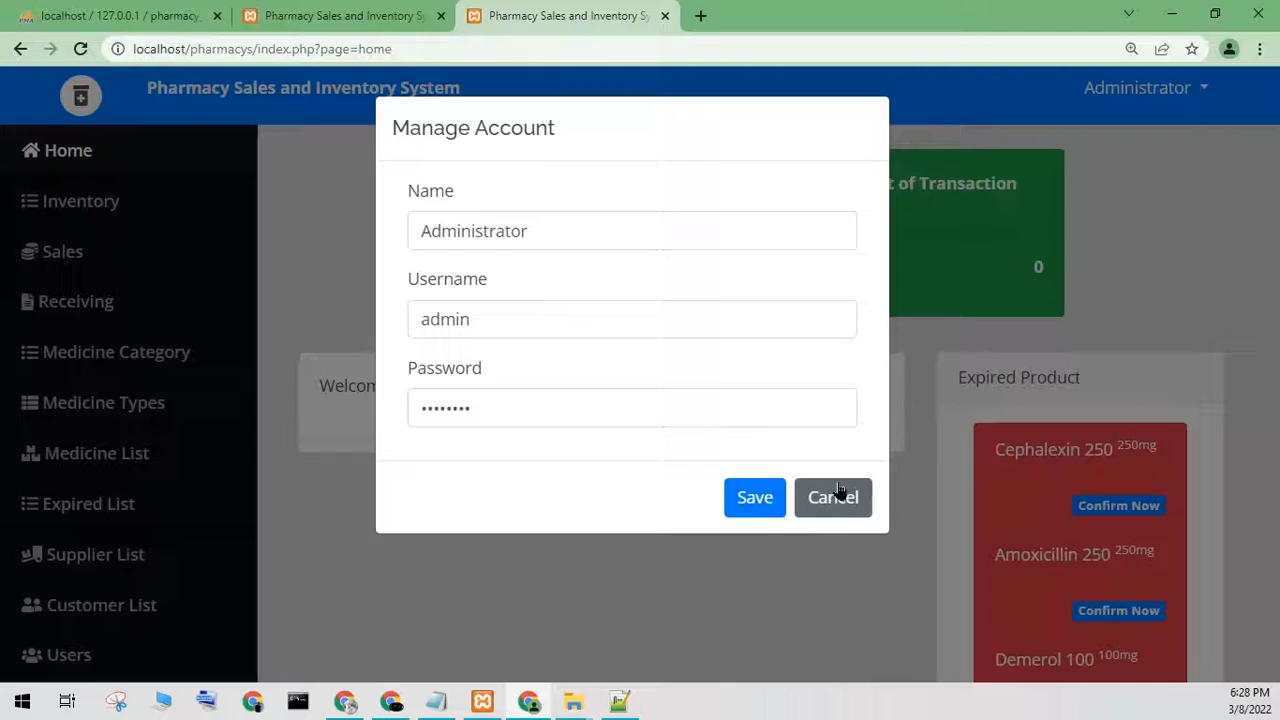 localhost / 127.0.0.1 / pharmacy_
Pharmacy Sales and Inventory Sy
Pharmacy Sales and Inventory Sy
localhost/pharmacys/index.php?page=home
Pharmacy Sales and Inventory System
Administrator
Manage Account
Home
t of Transaction
Name
Inventory
Administrator
Sales
0
Username
Receiving
admin
Medicine Category
Password
Expired Product
Welcom
Medicine Types
••••••••
Cephalexin 250 250mg
Medicine List
Save
Cancel
Expired List
Confirm Now
Supplier List
Amoxicillin 250 250mg
Customer List
Confirm Now
Users
Demerol 100 100mg
6:28 PM
3/8/2022